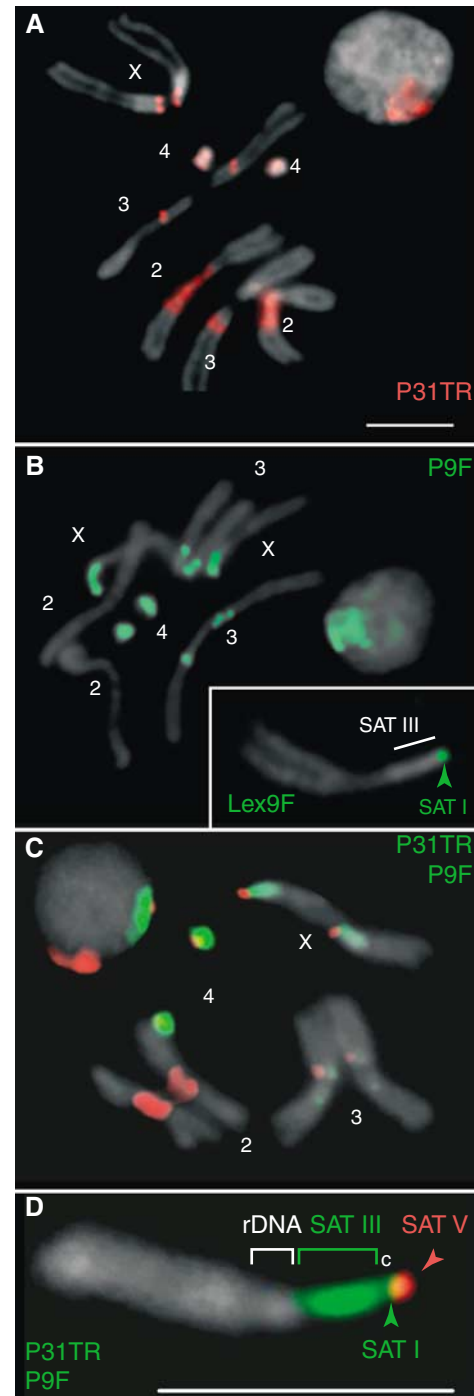 A
X
4
4
3
2
2
3
P31TR
B
P9F
3
X
X
2
4
3
2
SAT III
Lex9F
SAT I
C
P31TR
P9F
X
4
3
2
D
rDNA SAT III SAT V
c
SAT I
P31TR
P9F